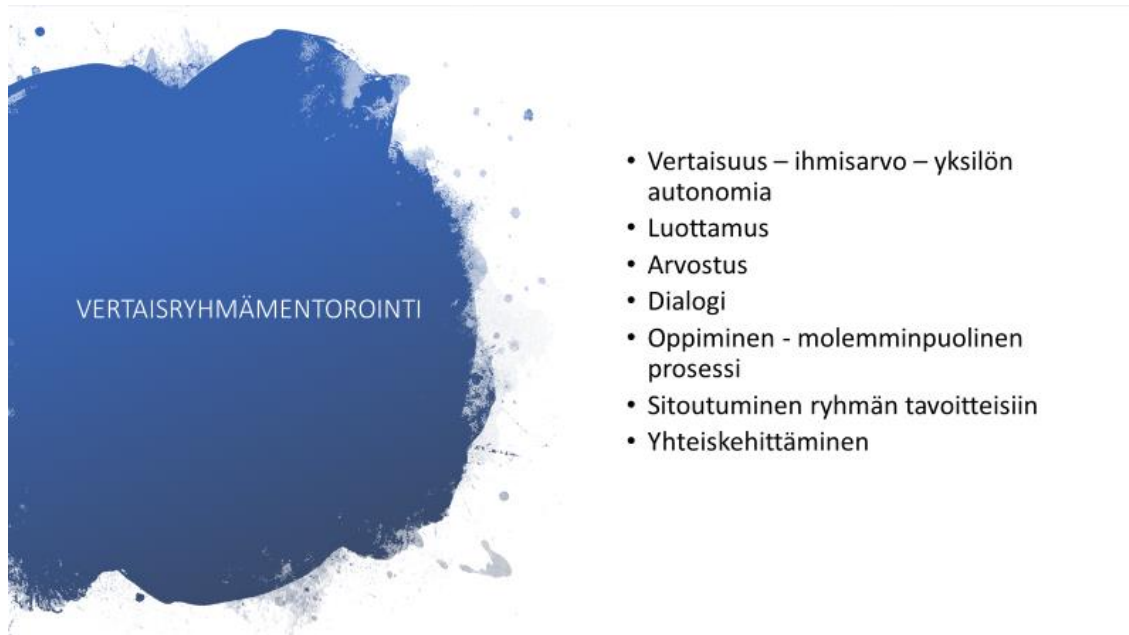 VERTAISRYHMÄMENTOROINTI
• Vertaisuus – ihmisarvo – yksilön
autonomia
• Luottamus
• Arvostus
• Dialogi
• Oppiminen - molemminpuolinen
prosessi
• Sitoutuminen ryhmän tavoitteisiin
• Yhteiskehittäminen